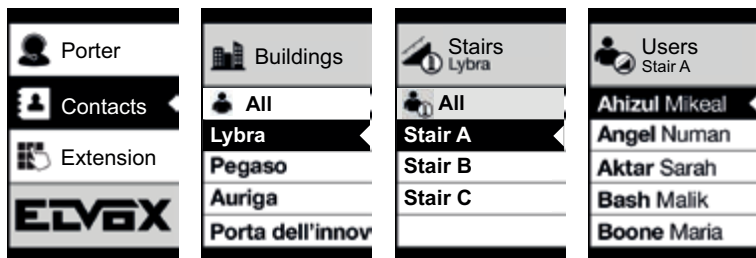 Porter
Contacts
Extension
ELVOX
Buildings
All
Lybra
Pegaso
Auriga
Porta dell'innov
Stairs
Lybra
All
Stair A
Stair B
Stair C
Users
Stair A
Ahizul Mikeal
Angel Numan
Aktar Sarah
Bash Malik
Boone Maria